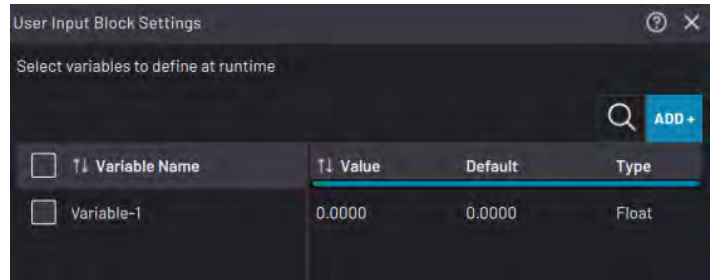 User Input Block Settings
Select variables to define at runtime
ADD +
↑↓ Variable Name ↑↓ Value Default Type
Variable-1 0.0000 0.0000 Float